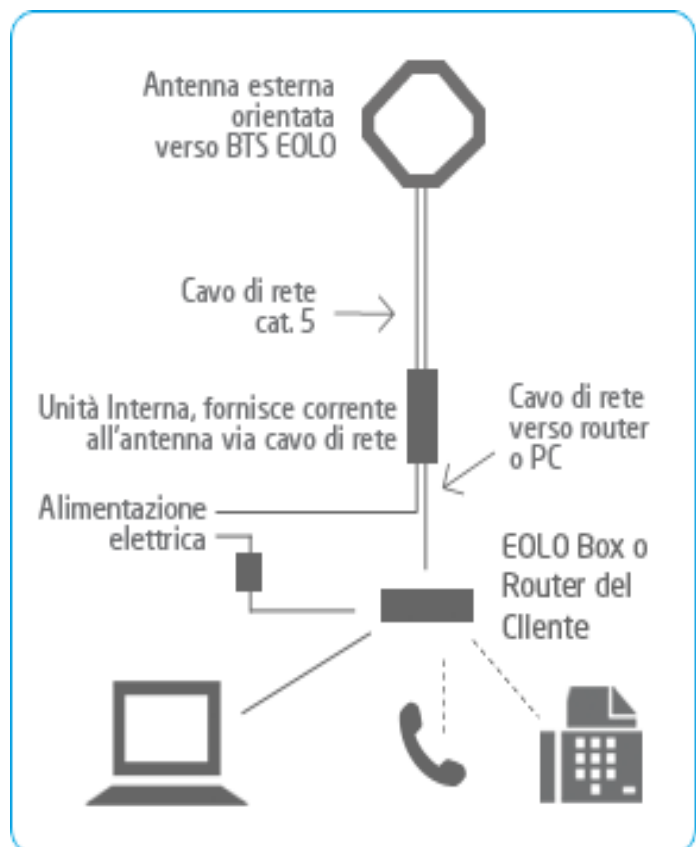 Antenna esterna
orientata
verso BTS EOLO
Cavo di rete
cat. 5
Unità Interna, fornisce corrente
all'antenna via cavo di rete
Cavo di rete
verso router
o PC
Alimentazione
elettrica
EOLO Box o
Router del
Cllente